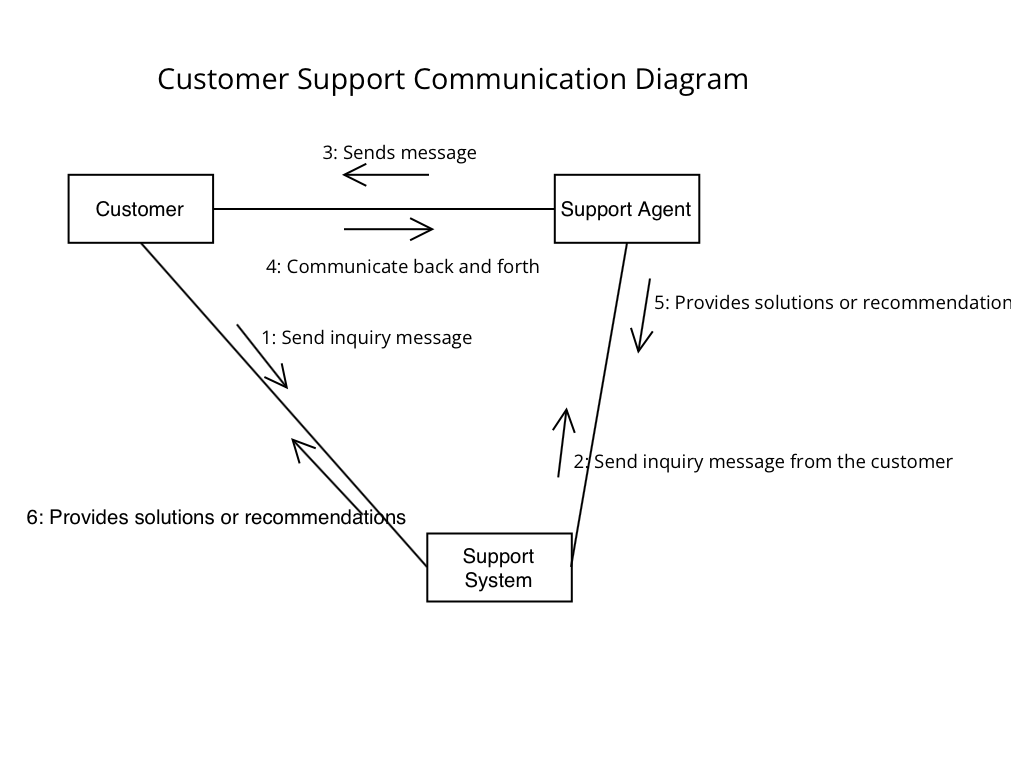 Customer Support Communication Diagram
3: Sends message
Customer
Support Agent
4: Communicate back and forth
5: Provides solutions or recommendation
1: Send inquiry message
2: Send inquiry message from the customer
6: Provides solutions or recommendations
Support
System